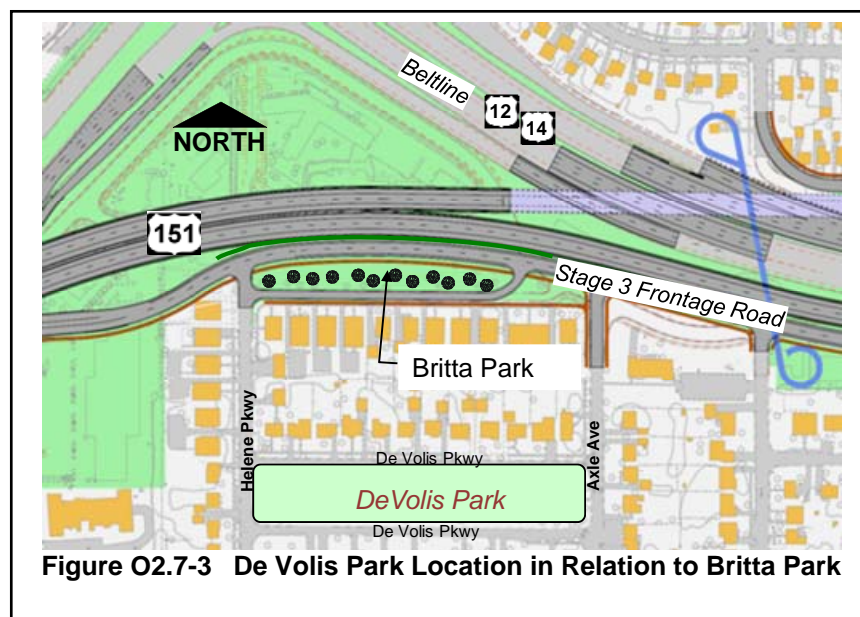 Beltline
12
14
NORTH
151
Stage 3 Frontage Road
Britta Park
Helene Pkwy
De Volis Pkwy
Axle Ave
DeVolis Park
De Volis Pkwy
Figure O2.7-3 De Volis Park Location in Relation to Britta Park